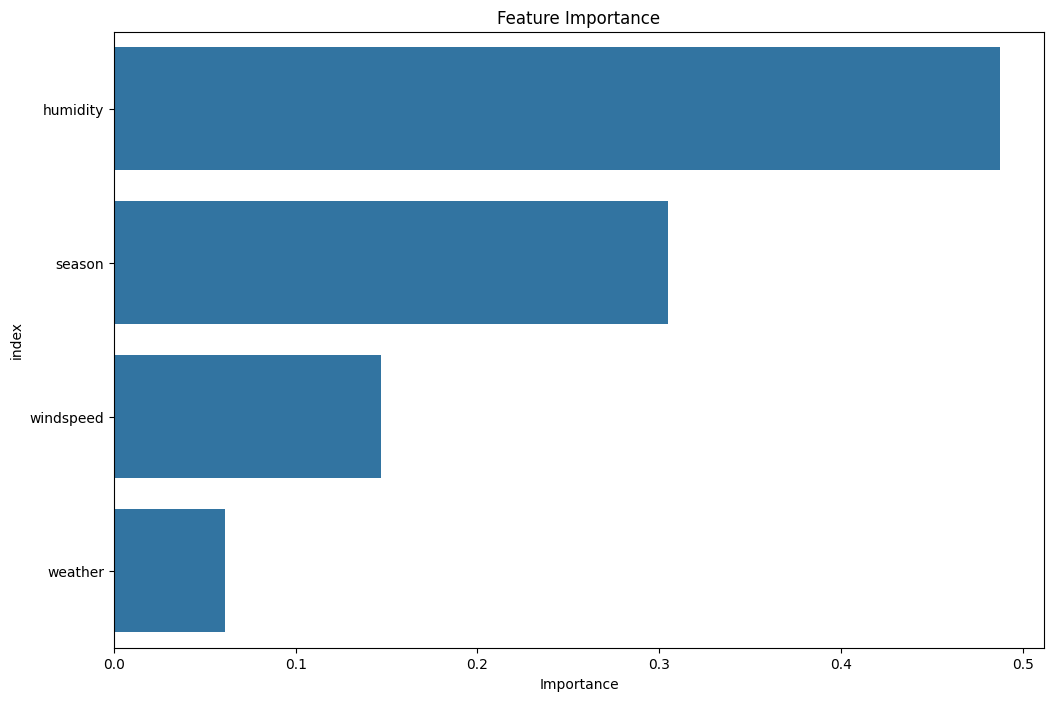 Feature Importance
humidity
season
windspeed
weather
index
0.0 0.1 0.2 0.3 0.4 0.5
Importance